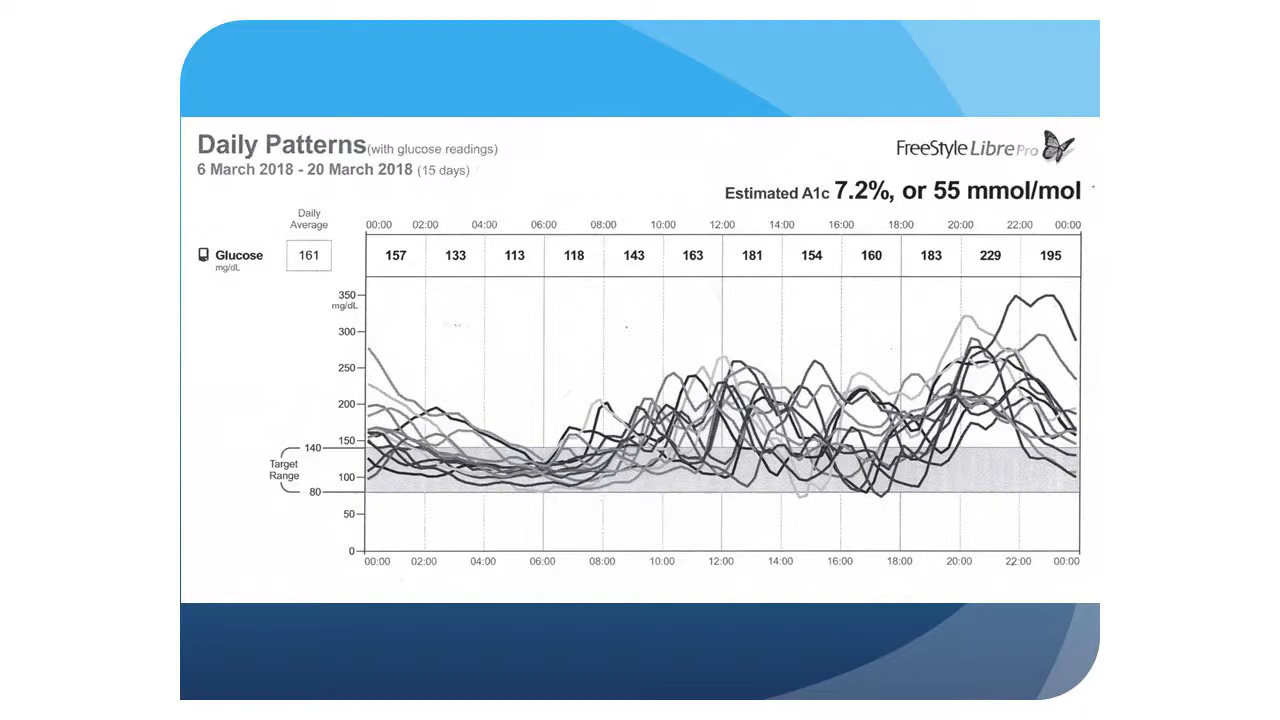 Daily Patterns(with glucose readings)
6 March 2018 - 20 March 2018 (15 days)
FreeStyle Libre Pro
Estimated A1c 7.2%, or 55 mmol/mol
Daily
Average
00:00 02:00 04:00 06:00 08:00 10:00 12:00 14:00 16:00 18:00 20:00 22:00 00:00
Glucose 161 157 133 113 118 143 163 181 154 160 183 229 195
mg/dL
350
mg/dL
300
250
200
150
140
Target
Range
100
80
50
0
00:00 02:00 04:00 06:00 08:00 10:00 12:00 14:00 16:00 18:00 20:00 22:00 00:00